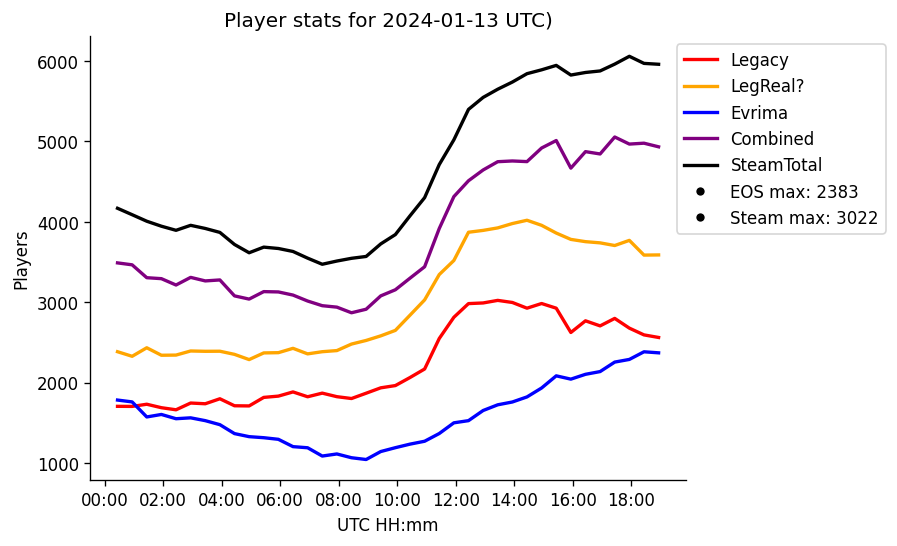 Player stats for 2024-01-13 UTC)
Legacy
LegReal?
Evrima
Combined
SteamTotal
EOS max: 2383
Steam max: 3022
Players
6000
5000
4000
3000
2000
1000
00:00 02:00 04:00 06:00 08:00 10:00 12:00 14:00 16:00 18:00
UTC HH:mm